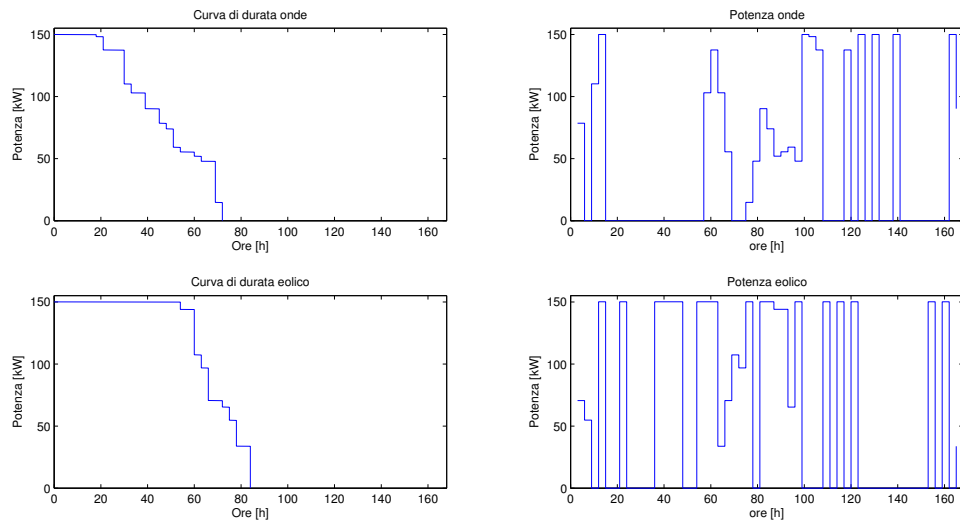 Curva di durata onde
Potenza [kW]
150
100
50
0
0 20 40 60 80 100 120 140 160
Ore [h]
Potenza onde
Potenza [kW]
150
100
50
0
0 20 40 60 80 100 120 140 160
ore [h]
Curva di durata eolico
Potenza [kW]
150
100
50
0
0 20 40 60 80 100 120 140 160
Ore [h]
Potenza eolico
Potenza [kW]
150
100
50
0
0 20 40 60 80 100 120 140 160
ore [h]